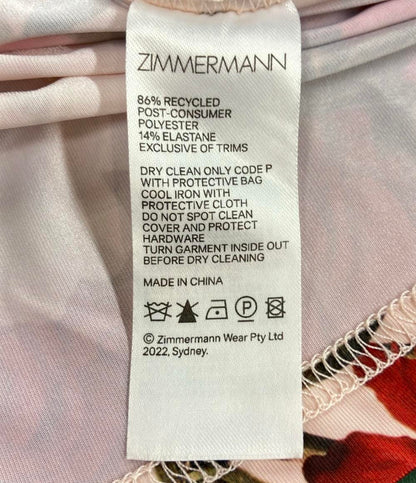 ZIMMERMANN
86% RECYCLED
POST-CONSUMER
POLYESTER
14% ELASTANE
EXCLUSIVE OF TRIMS
DRY CLEAN ONLY CODE P
WITH PROTECTIVE BAG
COOL IRON WITH
PROTECTIVE CLOTH
DO NOT SPOT CLEAN
COVER AND PROTECT
HARDWARE
TURN GARMENT INSIDE OUT
BEFORE DRY CLEANING
MADE IN CHINA
P
© Zimmermann Wear Pty Ltd
2022, Sydney.